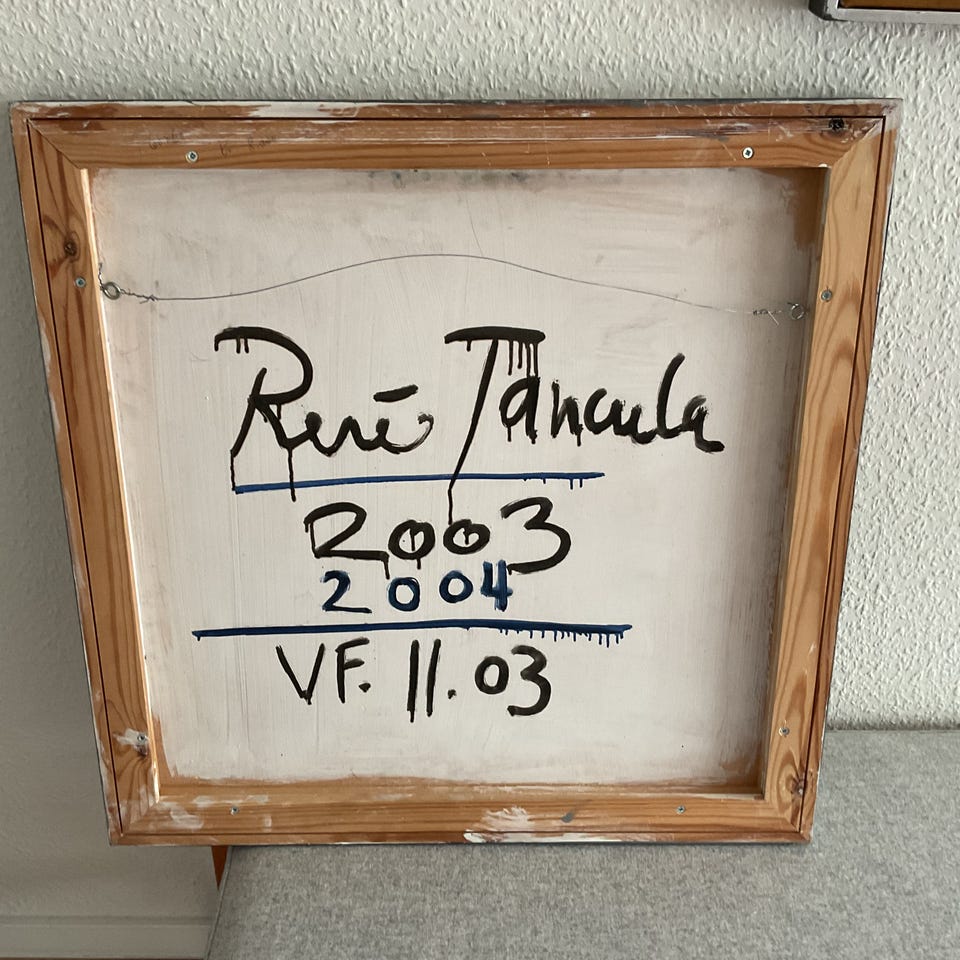 René Tancula
2003
2004
VF. 11. 03